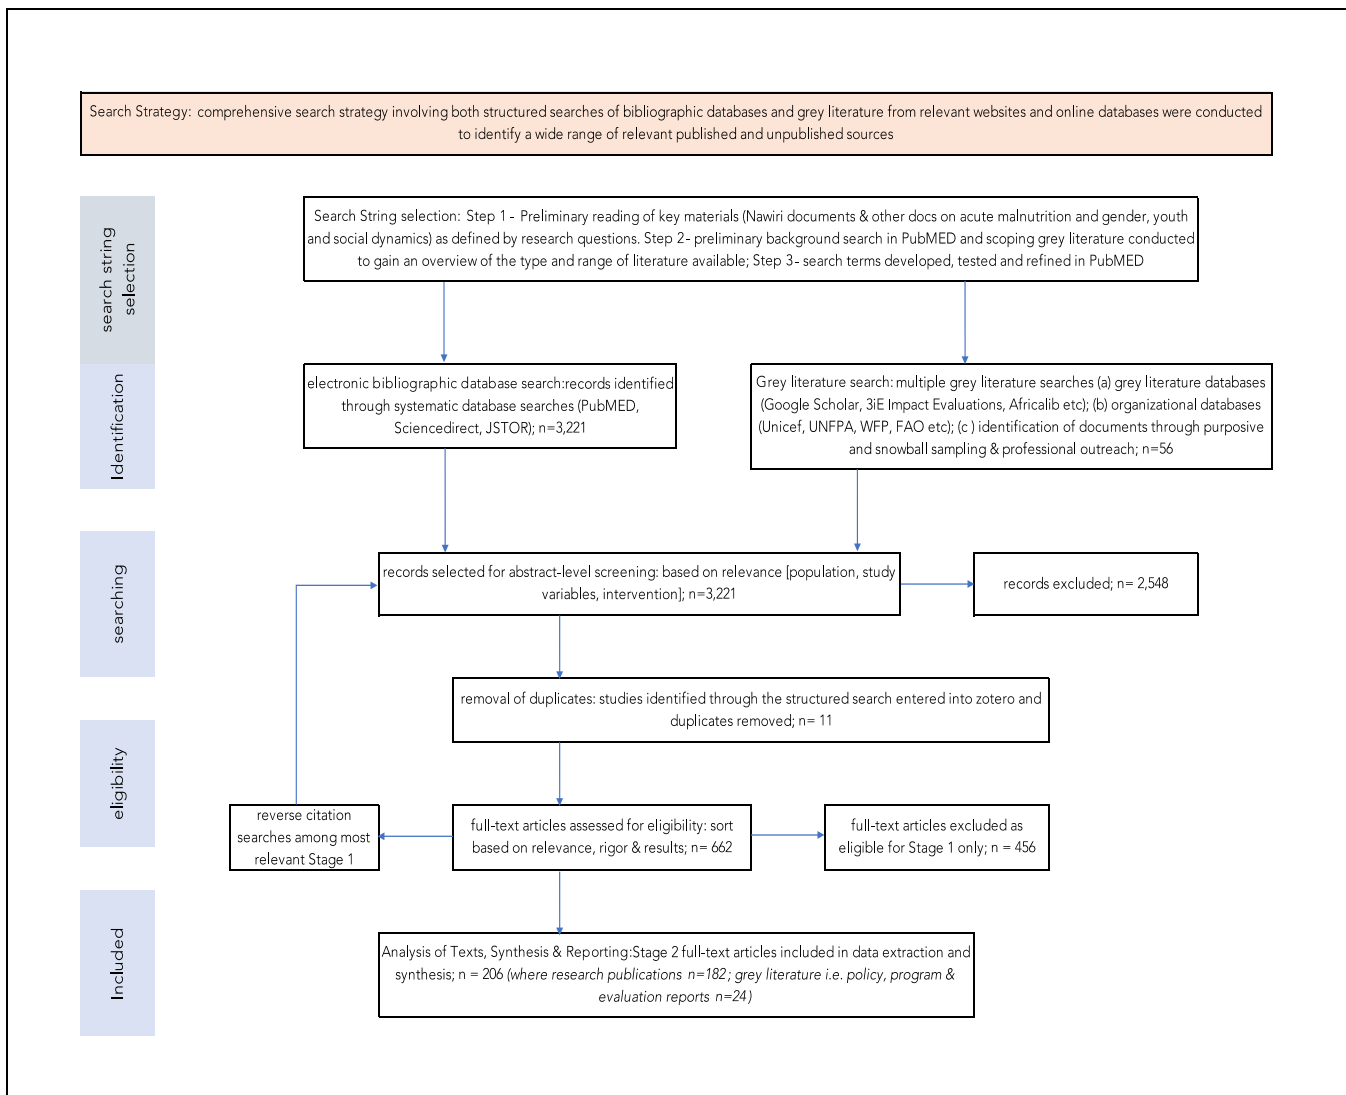 Search Strategy: comprehensive search strategy involving both structured searches of bibliographic databases and grey literature from relevant websites and online databases were conducted
to identify a wide range of relevant published and unpublished sources
search string
selection
Search String selection: Step 1 - Preliminary reading of key materials (Nawiri documents & other docs on acute malnutrition and gender, youth
and social dynamics) as defined by research questions. Step 2- preliminary background search in PubMED and scoping grey literature conducted
to gain an overview of the type and range of literature available; Step 3- search terms developed, tested and refined in PubMED
Identification
electronic bibliographic database search:records identified
through systematic database searches (PubMED,
Sciencedirect, JSTOR); n=3,221
Grey literature search: multiple grey literature searches (a) grey literature databases
(Google Scholar, 3iE Impact Evaluations, Africalib etc); (b) organizational databases
(Unicef, UNFPA, WFP, FAO etc); (c ) identification of documents through purposive
and snowball sampling & professional outreach; n=56
searching
records selected for abstract-level screening: based on relevance [population, study
variables, intervention]; n=3,221
records excluded; n= 2,548
removal of duplicates: studies identified through the structured search entered into zotero and
duplicates removed; n= 11
eligibility
reverse citation
searches among most
relevant Stage 1
full-text articles assessed for eligibility: sort
based on relevance, rigor & results; n= 662
full-text articles excluded as
eligible for Stage 1 only; n = 456
Included
Analysis of Texts, Synthesis & Reporting:Stage 2 full-text articles included in data extraction and
synthesis; n = 206 (where research publications n=182; grey literature i.e. policy, program &
evaluation reports n=24)